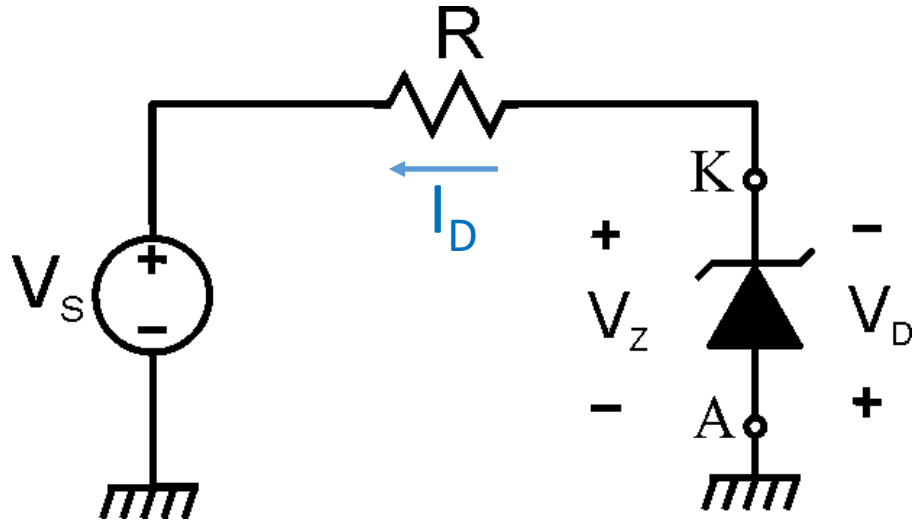 R
I_D
K
+
-
V_S
+
-
V_Z
V_D
-
+
A